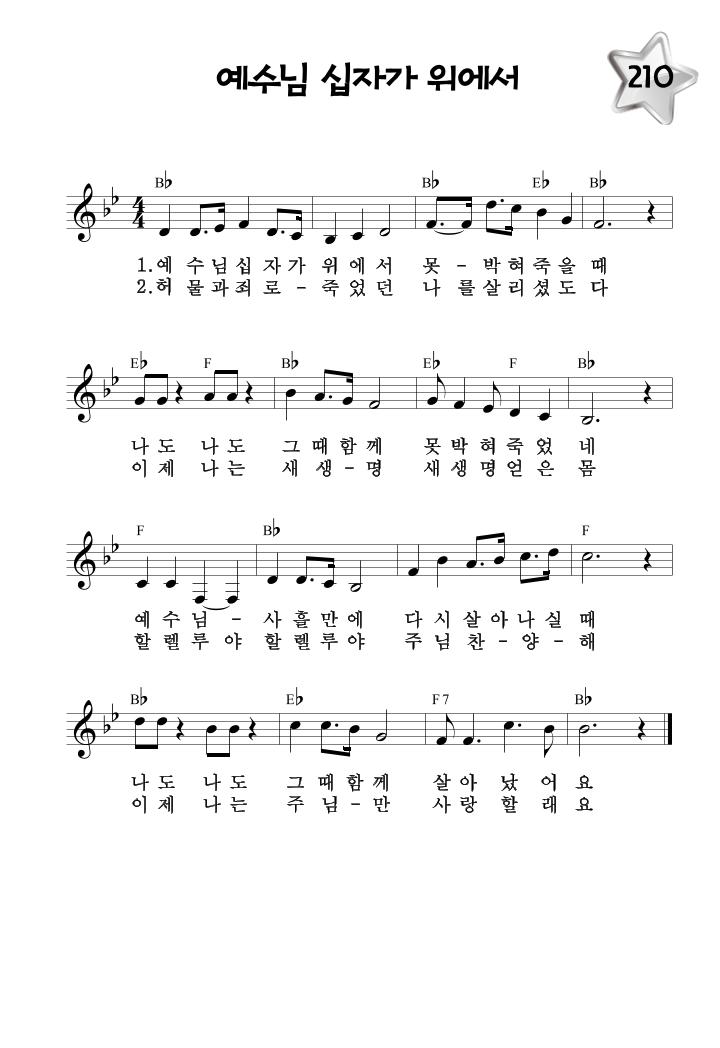 예수님 십자가 위에서
210
B♭ B♭ E♭ B♭
4
4
1.예 수 님 십 자 가 위 에 서 못 - 박 혀 죽 을 때
2.허 물 과 죄 로 - 죽 었 던 나 를 살 리 셨 도 다
E♭ F B♭ E♭ F B♭
나 도 나 도 그 때 함 께 못 박 혀 죽 었 네
이 제 나 는 새 생 - 명 새 생 명 얻 은 몸
F B♭ F
예 수 님 - 사 흘 만 에 다 시 살 아 나 실 때
할 렐 루 야 할 렐 루 야 주 님 찬 - 양 - 해
B♭ E♭ F 7 B♭
나 도 나 도 그 때 함 께 살 아 났 어 요
이 제 나 는 주 님 - 만 사 랑 할 래 요